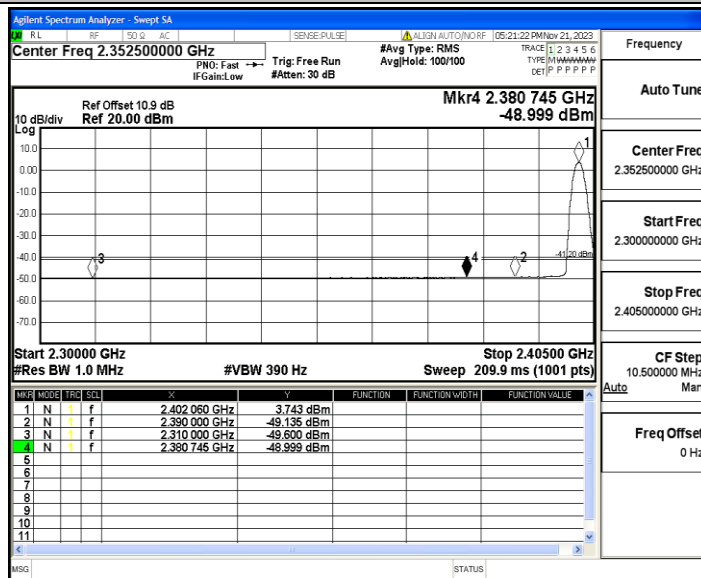 Agilent Spectrum Analyzer - Swept SA
RL RF 50 Ω AC SENSE:PULSE ALIGN AUTO/NO RF 05:21:22 PM Nov 21, 2023
Center Freq 2.352500000 GHz #Avg Type: RMS TRACE 1 2 3 4 5 6
PNO: Fast Trig: Free Run Avg|Hold: 100/100 TYPE M
IFGain:Low #Atten: 30 dB DET P P P P P P
Frequency
Mkr4 2.380 745 GHz
Ref Offset 10.9 dB
10 dB/div Ref 20.00 dBm -48.999 dBm
Log
10.0
0.00
-10.0
-20.0
-30.0
-40.0
-50.0
-60.0
-70.0
1
2
3
4
-41.20 dBm
Start 2.30000 GHz Stop 2.40500 GHz
#Res BW 1.0 MHz #VBW 390 Hz Sweep 209.9 ms (1001 pts)
MKR MODE TRC SCL X Y FUNCTION FUNCTION WIDTH FUNCTION VALUE
1 N 1 f 2.402 060 GHz 3.743 dBm
2 N 1 f 2.390 000 GHz -49.135 dBm
3 N 1 f 2.310 000 GHz -49.600 dBm
4 N 1 f 2.380 745 GHz -48.999 dBm
5
6
7
8
9
10
11
MSG STATUS
Auto Tune
Center Freq
2.352500000 GHz
Start Freq
2.300000000 GHz
Stop Freq
2.405000000 GHz
CF Step
10.500000 MHz
Auto Man
Freq Offset
0 Hz